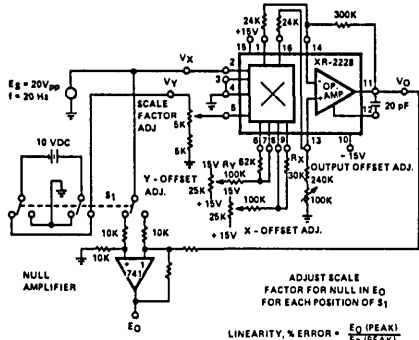 24K
24K
300K
+15V
15
1
16
14
XR-2228
ES = 20Vpp
f = 20 Hz
VX
VY
2
3
4
5
OP-
AMP
11
VO
12
20 pF
SCALE
FACTOR
ADJ.
5K
5K
6
7
8
9
13
10
-15V
10 VDC
S1
15V
RY
62K
100K
RX
30K
OUTPUT OFFSET ADJ.
240K
100K
Y - OFFSET ADJ.
25K
+15V
15V
100K
25K
+15V
X - OFFSET ADJ.
10K
10K
10K
NULL
AMPLIFIER
741
EO
ADJUST SCALE
FACTOR FOR NULL IN EO
FOR EACH POSITION OF S1
LINEARITY, % ERROR = EO (PEAK)